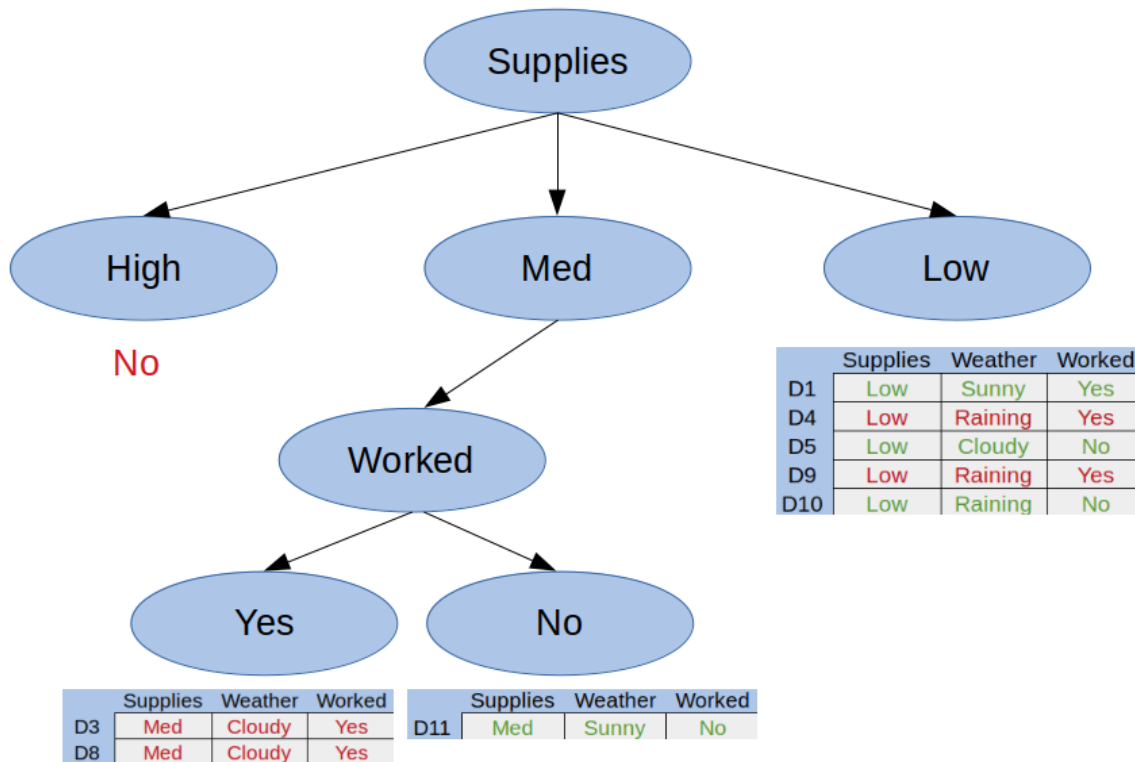 Supplies
High
Med
Low
No
Supplies Weather Worked
D1 Low Sunny Yes
D4 Low Raining Yes
D5 Low Cloudy No
D9 Low Raining Yes
D10 Low Raining No
Worked
Yes
No
Supplies Weather Worked
D3 Med Cloudy Yes
D8 Med Cloudy Yes
Supplies Weather Worked
D11 Med Sunny No